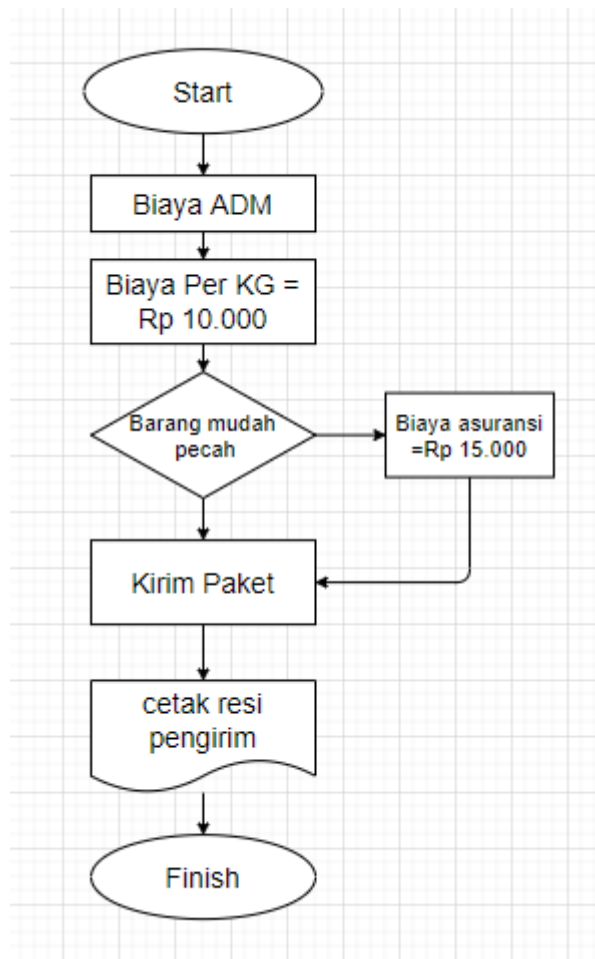 Start
Biaya ADM
Biaya Per KG =
Rp 10.000
Barang mudah
pecah
Biaya asuransi
=Rp 15.000
Kirim Paket
cetak resi
pengirim
Finish